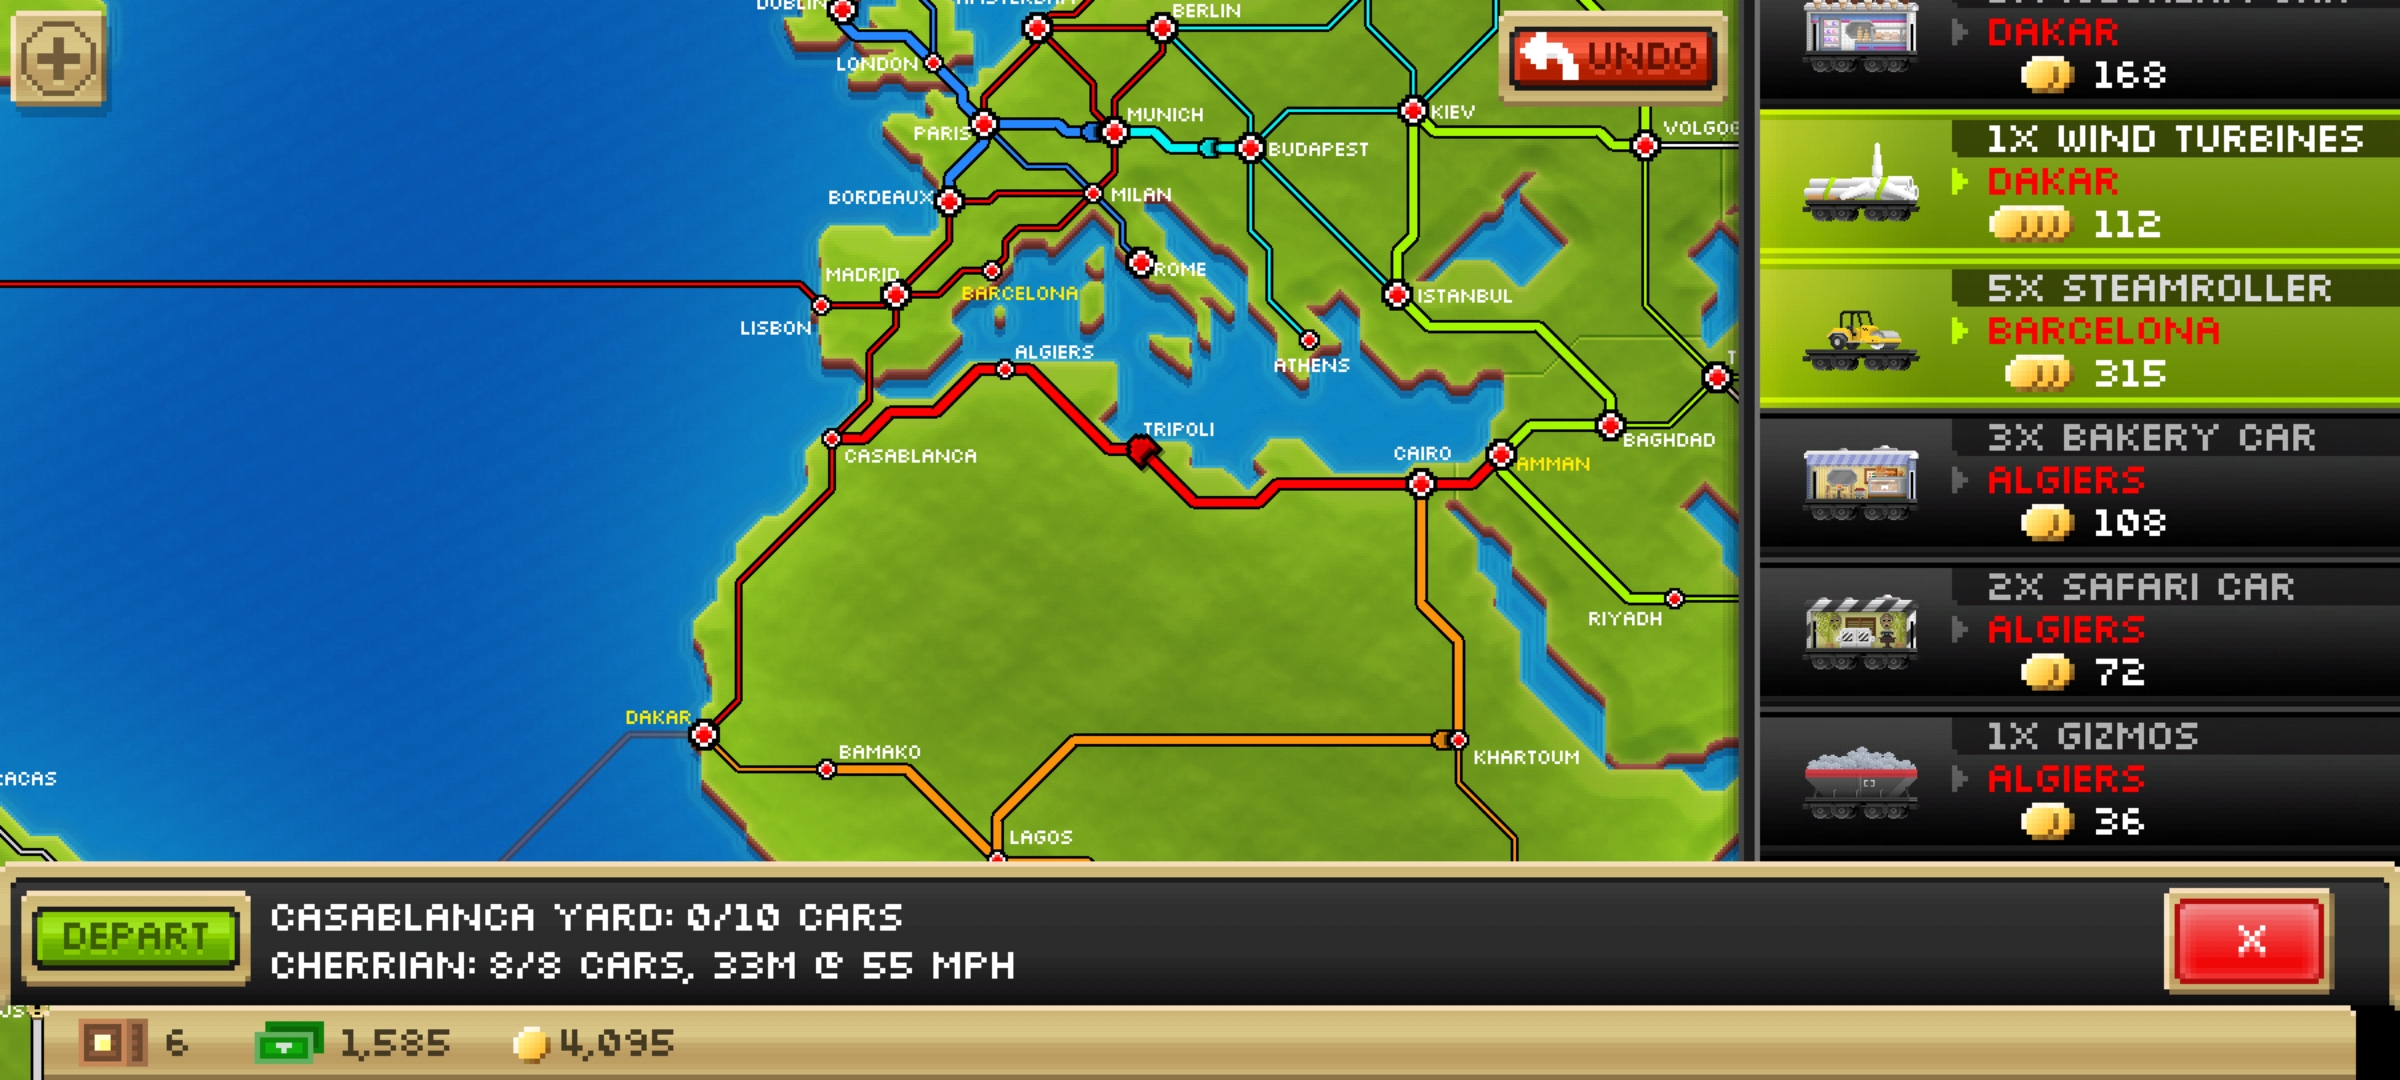 DUBLIN
BERLIN
LONDON
UNDO
PARIS
MUNICH
BUDAPEST
KIEV
BORDEAUX
MILAN
MADRID
ROME
BARCELONA
ISTANBUL
LISBON
ALGIERS
ATHENS
TRIPOLI
CAIRO
BAGHDAD
CASABLANCA
AMMAN
RIYADH
DAKAR
BAMAKO
KHARTOUM
ACAS
LAGOS
DAKAR
168
1X WIND TURBINES
DAKAR
112
5X STEAMROLLER
BARCELONA
315
3X BAKERY CAR
ALGIERS
108
2X SAFARI CAR
ALGIERS
72
1X GIZMOS
ALGIERS
36
DEPART
CASABLANCA YARD: 0/10 CARS
CHERRIAN: 8/8 CARS, 33M @ 55 MPH
X
6
1,585
4,095